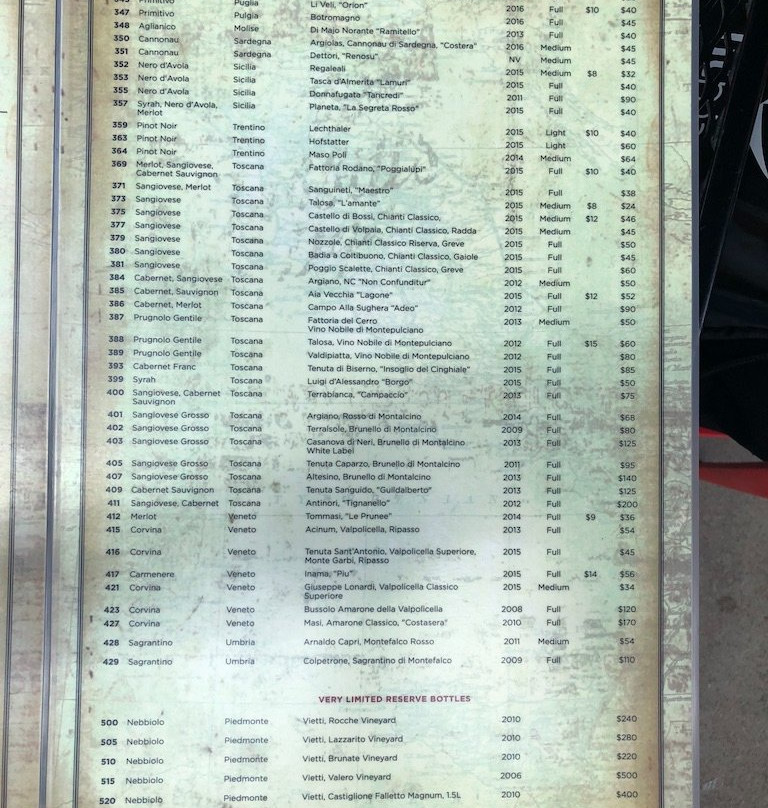 Primitivo Puglia Li Veli, "Orion" 2016 Full $10 $40
347 Primitivo Pulgia Botromagno 2016 Full $45
348 Aglianico Molise Di Majo Norante "Ramitello" 2013 Full $40
350 Cannonau Sardegna Argiolas, Cannonau di Sardegna, "Costera" 2016 Medium $45
351 Cannonau Sardegna Dettori, "Renosu" NV Medium $45
352 Nero d'Avola Sicilia Regaleali 2015 Medium $8 $32
353 Nero d'Avola Sicilia Tasca d'Almerita "Lamuri" 2015 Full $40
355 Nero d'Avola Sicilia Donnafugata "Tancredi" 2011 Full $90
357 Syrah, Nero d'Avola, Sicilia Planeta, "La Segreta Rosso" 2015 Full $40
Merlot
359 Pinot Noir Trentino Lechthaler 2015 Light $10 $40
363 Pinot Noir Trentino Hofstatter 2015 Light $60
364 Pinot Noir Trentino Maso Poli 2014 Medium $64
369 Merlot, Sangiovese, Toscana Fattoria Rodano, "Poggialupi" 2015 Full $10 $40
Cabernet Sauvignon
371 Sangiovese, Merlot Toscana Sanguineti, "Maestro" 2015 Full $38
373 Sangiovese Toscana Talosa, "L'amante" 2015 Medium $8 $24
375 Sangiovese Toscana Castello di Bossi, Chianti Classico, 2015 Medium $12 $46
377 Sangiovese Toscana Castello di Volpaia, Chianti Classico, Radda 2015 Medium $45
379 Sangiovese Toscana Nozzole, Chianti Classico Riserva, Greve 2015 Full $50
380 Sangiovese Toscana Badia a Coltibuono, Chianti Classico, Gaiole 2015 Full $45
381 Sangiovese Toscana Poggio Scalette, Chianti Classico, Greve 2015 Full $60
384 Cabernet, Sangiovese Toscana Argiano, NC "Non Confunditur" 2012 Medium $50
385 Cabernet, Sauvignon Toscana Aia Vecchia "Lagone" 2015 Full $12 $52
386 Cabernet, Merlot Toscana Campo Alla Sughera "Adeo" 2012 Full $90
387 Prugnolo Gentile Toscana Fattoria del Cerro 2013 Medium $50
Vino Nobile di Montepulciano
388 Prugnolo Gentile Toscana Talosa, Vino Nobile di Montepulciano 2012 Full $15 $60
389 Prugnolo Gentile Toscana Valdipiatta, Vino Nobile di Montepulciano 2012 Full $80
393 Cabernet Franc Toscana Tenuta di Biserno, "Insoglio del Cinghiale" 2015 Full $85
399 Syrah Toscana Luigi d'Alessandro "Borgo" 2015 Full $50
400 Sangiovese, Cabernet Toscana Terrabianca, "Campaccio" 2013 Full $75
Sauvignon
401 Sangiovese Grosso Toscana Argiano, Rosso di Montalcino 2014 Full $68
402 Sangiovese Grosso Toscana Terralsole, Brunello di Montalcino 2009 Full $80
403 Sangiovese Grosso Toscana Casanova di Neri, Brunello di Montalcino 2013 Full $125
White Label
405 Sangiovese Grosso Toscana Tenuta Caparzo, Brunello di Montalcino 2011 Full $95
407 Sangiovese Grosso Toscana Altesino, Brunello di Montalcino 2013 Full $140
409 Cabernet Sauvignon Toscana Tenuta Sanguido, "Guildalberto" 2013 Full $125
411 Sangiovese, Cabernet Toscana Antinori, "Tignanello" 2012 Full $200
412 Merlot Veneto Tommasi, "Le Prunee" 2014 Full $9 $36
415 Corvina Veneto Acinum, Valpolicella, Ripasso 2013 Full $54
416 Corvina Veneto Tenuta Sant'Antonio, Valpolicella Superiore, 2015 Full $45
Monte Garbi, Ripasso
417 Carmenere Veneto Inama, "Piu" 2015 Full $14 $56
421 Corvina Veneto Giuseppe Lonardi, Valpolicella Classico 2015 Medium $34
Superiore
423 Corvina Veneto Bussolo Amarone della Valpolicella 2008 Full $120
427 Corvina Veneto Masi, Amarone Classico, "Costasera" 2010 Full $170
428 Sagrantino Umbria Arnaldo Capri, Montefalco Rosso 2011 Medium $54
429 Sagrantino Umbria Colpetrone, Sagrantino di Montefalco 2009 Full $110
VERY LIMITED RESERVE BOTTLES
500 Nebbiolo Piedmonte Vietti, Rocche Vineyard 2010 $240
505 Nebbiolo Piedmonte Vietti, Lazzarito Vineyard 2010 $280
510 Nebbiolo Piedmonte Vietti, Brunate Vineyard 2010 $220
515 Nebbiolo Piedmonte Vietti, Valero Vineyard 2006 $500
520 Nebbiolo Piedmonte Vietti, Castiglione Falletto Magnum, 1.5L 2010 $400